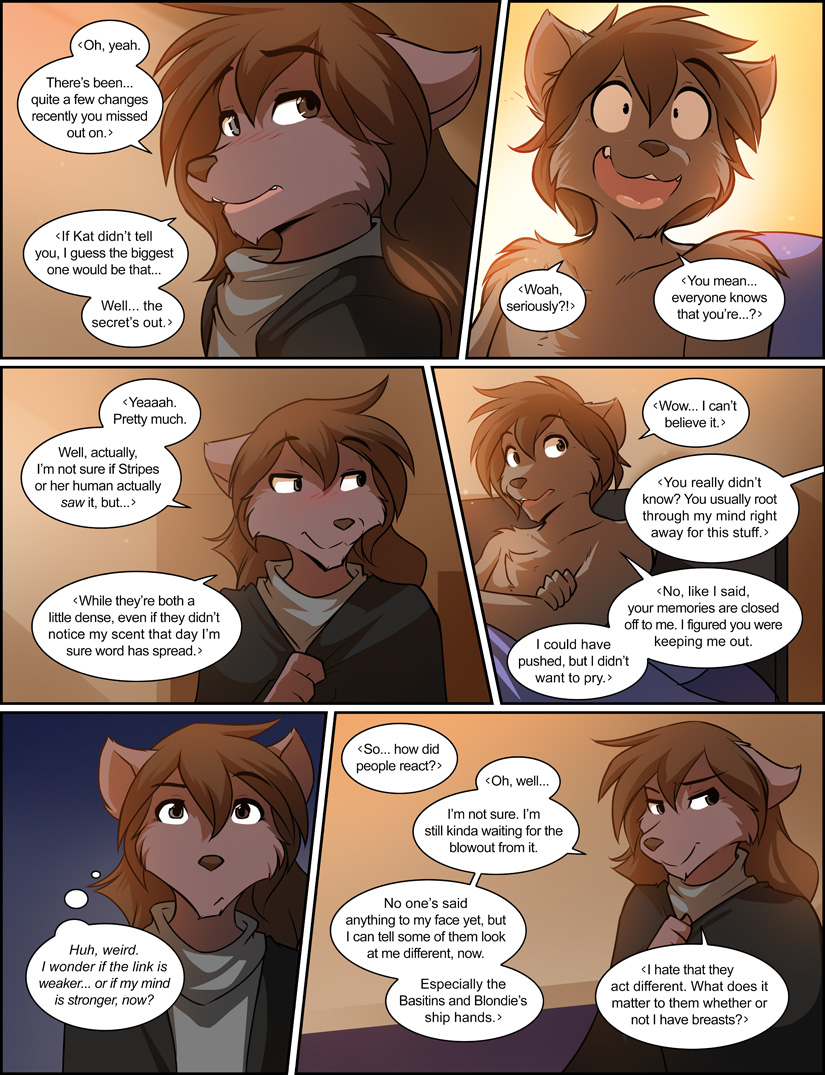 ‹Oh, yeah.
There's been...
quite a few changes
recently you missed
out on.›
‹If Kat didn't tell
you, I guess the biggest
one would be that...
Well... the
secret's out.›
‹Woah,
seriously?!›
‹You mean...
everyone knows
that you're...?›
‹Yeaaah.
Pretty much.
Well, actually,
I'm not sure if Stripes
or her human actually
saw it, but...›
‹While they're both a
little dense, even if they didn't
notice my scent that day I'm
sure word has spread.›
‹Wow... I can't
believe it.›
‹You really didn't
know? You usually root
through my mind right
away for this stuff.›
‹No, like I said,
your memories are closed
off to me. I figured you were
keeping me out.
I could have
pushed, but I didn't
want to pry.›
Huh, weird.
I wonder if the link is
weaker... or if my mind
is stronger, now?
‹So... how did
people react?›
‹Oh, well...
I'm not sure. I'm
still kinda waiting for the
blowout from it.
No one's said
anything to my face yet, but
I can tell some of them look
at me different, now.
Especially the
Basitins and Blondie's
ship hands.›
‹I hate that they
act different. What does it
matter to them whether or
not I have breasts?›